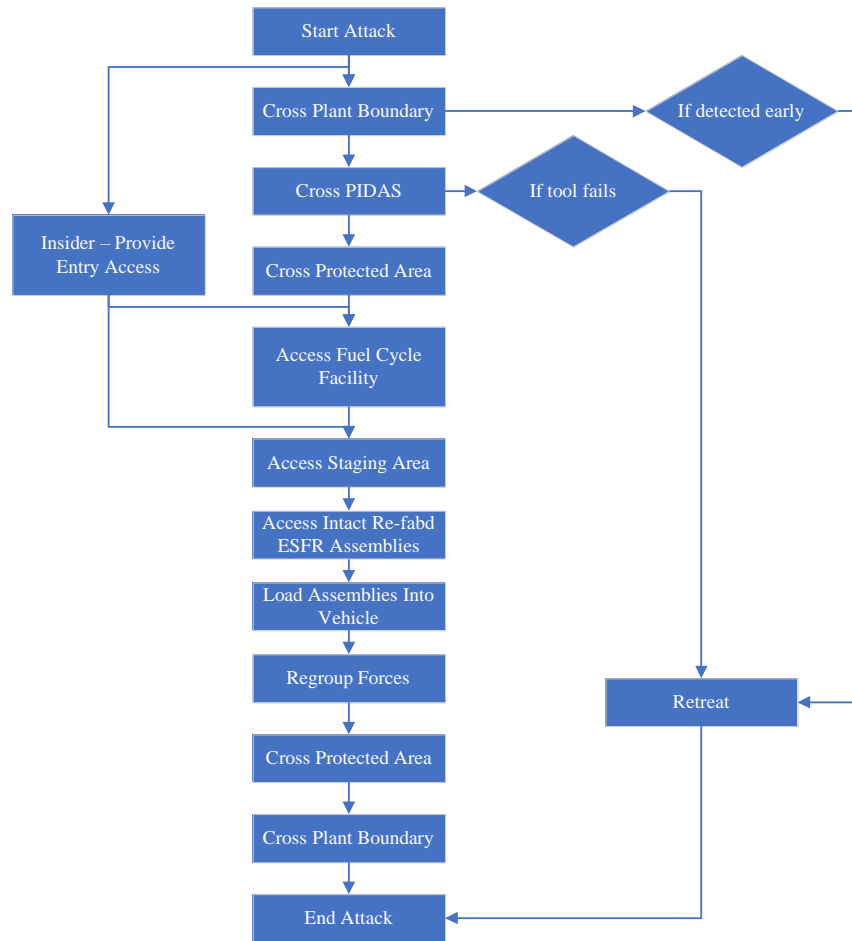 Start Attack
Cross Plant Boundary
If detected early
Cross PIDAS
If tool fails
Insider – Provide
Entry Access
Cross Protected Area
Access Fuel Cycle
Facility
Access Staging Area
Access Intact Re-fabd
ESFR Assemblies
Load Assemblies Into
Vehicle
Regroup Forces
Retreat
Cross Protected Area
Cross Plant Boundary
End Attack